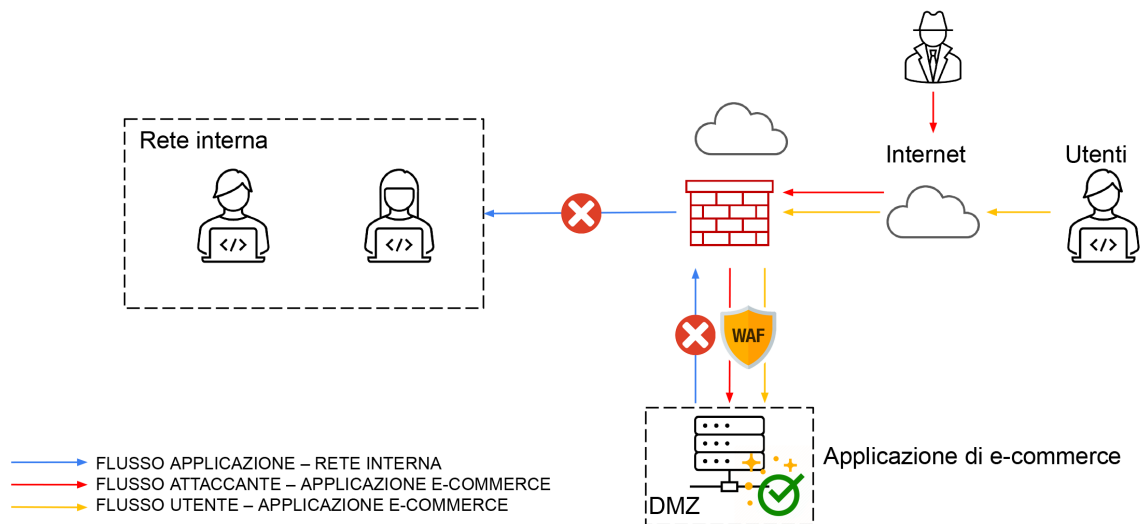 Rete interna
Internet
Utenti
</>
</>
</>
WAF
Applicazione di e-commerce
DMZ
FLUSSO APPLICAZIONE – RETE INTERNA
FLUSSO ATTACCANTE – APPLICAZIONE E-COMMERCE
FLUSSO UTENTE – APPLICAZIONE E-COMMERCE